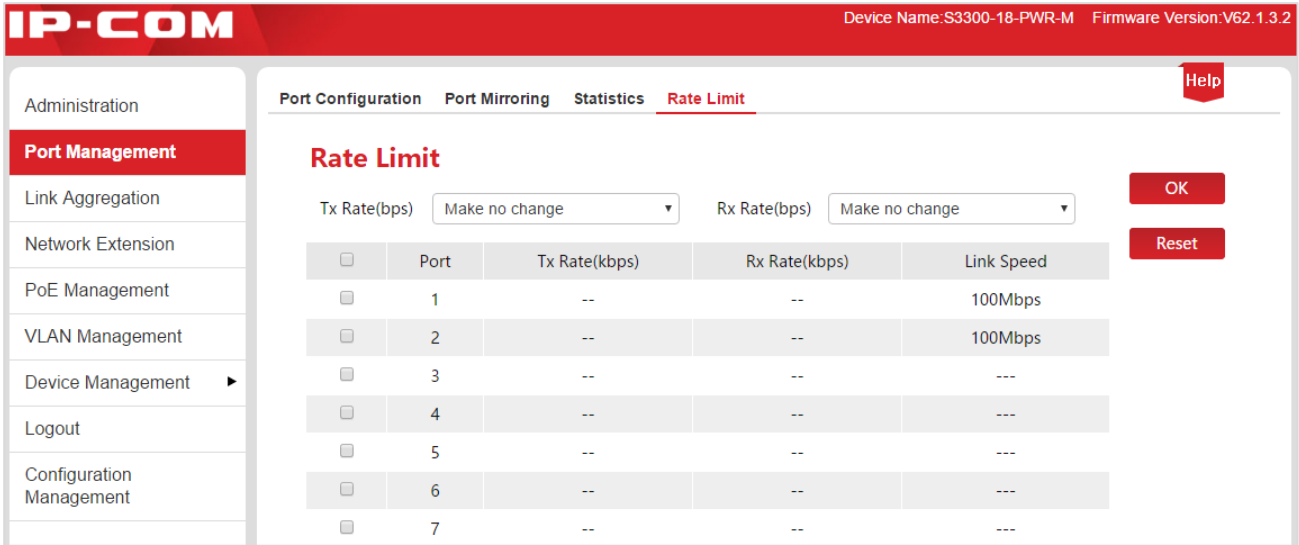 IP-COM
Device Name:S3300-18-PWR-M Firmware Version:V62.1.3.2
Help
Administration
Port Management
Link Aggregation
Network Extension
PoE Management
VLAN Management
Device Management ▶
Logout
Configuration
Management
Port Configuration Port Mirroring Statistics Rate Limit
Rate Limit
Tx Rate(bps) Make no change ▼ Rx Rate(bps) Make no change ▼
OK
Reset
Port Tx Rate(kbps) Rx Rate(kbps) Link Speed
1 -- -- 100Mbps
2 -- -- 100Mbps
3 -- -- ---
4 -- -- ---
5 -- -- ---
6 -- -- ---
7 -- -- ---